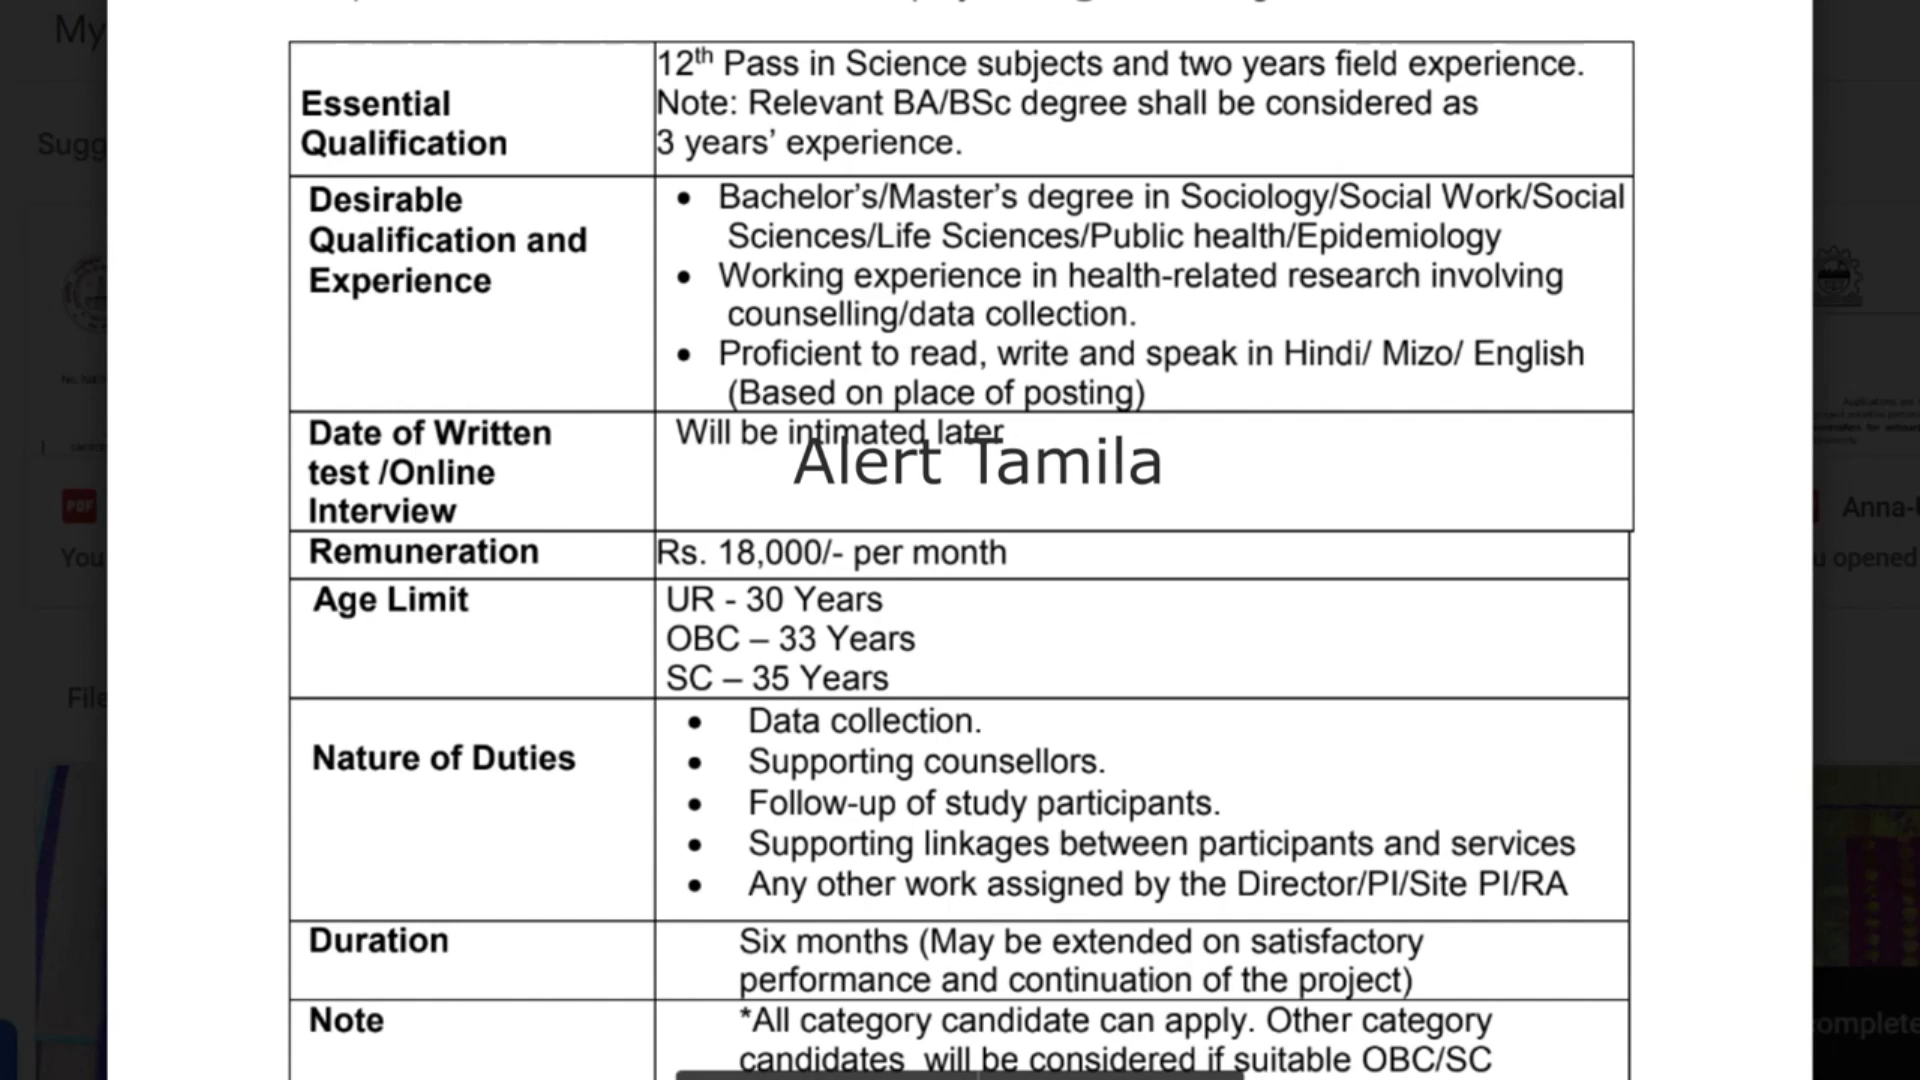 My
Sugg
Essential
Qualification
12th Pass in Science subjects and two years field experience.
Note: Relevant BA/BSc degree shall be considered as
3 years’ experience.
Desirable
Qualification and
Experience
• Bachelor’s/Master’s degree in Sociology/Social Work/Social
Sciences/Life Sciences/Public health/Epidemiology
• Working experience in health-related research involving
counselling/data collection.
• Proficient to read, write and speak in Hindi/ Mizo/ English
(Based on place of posting)
Date of Written
test /Online
Interview
Will be intimated later
Alert Tamila
PDF
You
Anna-U
u opened
Remuneration
Rs. 18,000/- per month
Age Limit
UR - 30 Years
OBC – 33 Years
SC – 35 Years
File
Nature of Duties
• Data collection.
• Supporting counsellors.
• Follow-up of study participants.
• Supporting linkages between participants and services
• Any other work assigned by the Director/PI/Site PI/RA
Duration
Six months (May be extended on satisfactory
performance and continuation of the project)
Note
*All category candidate can apply. Other category
candidates will be considered if suitable OBC/SC
omplete